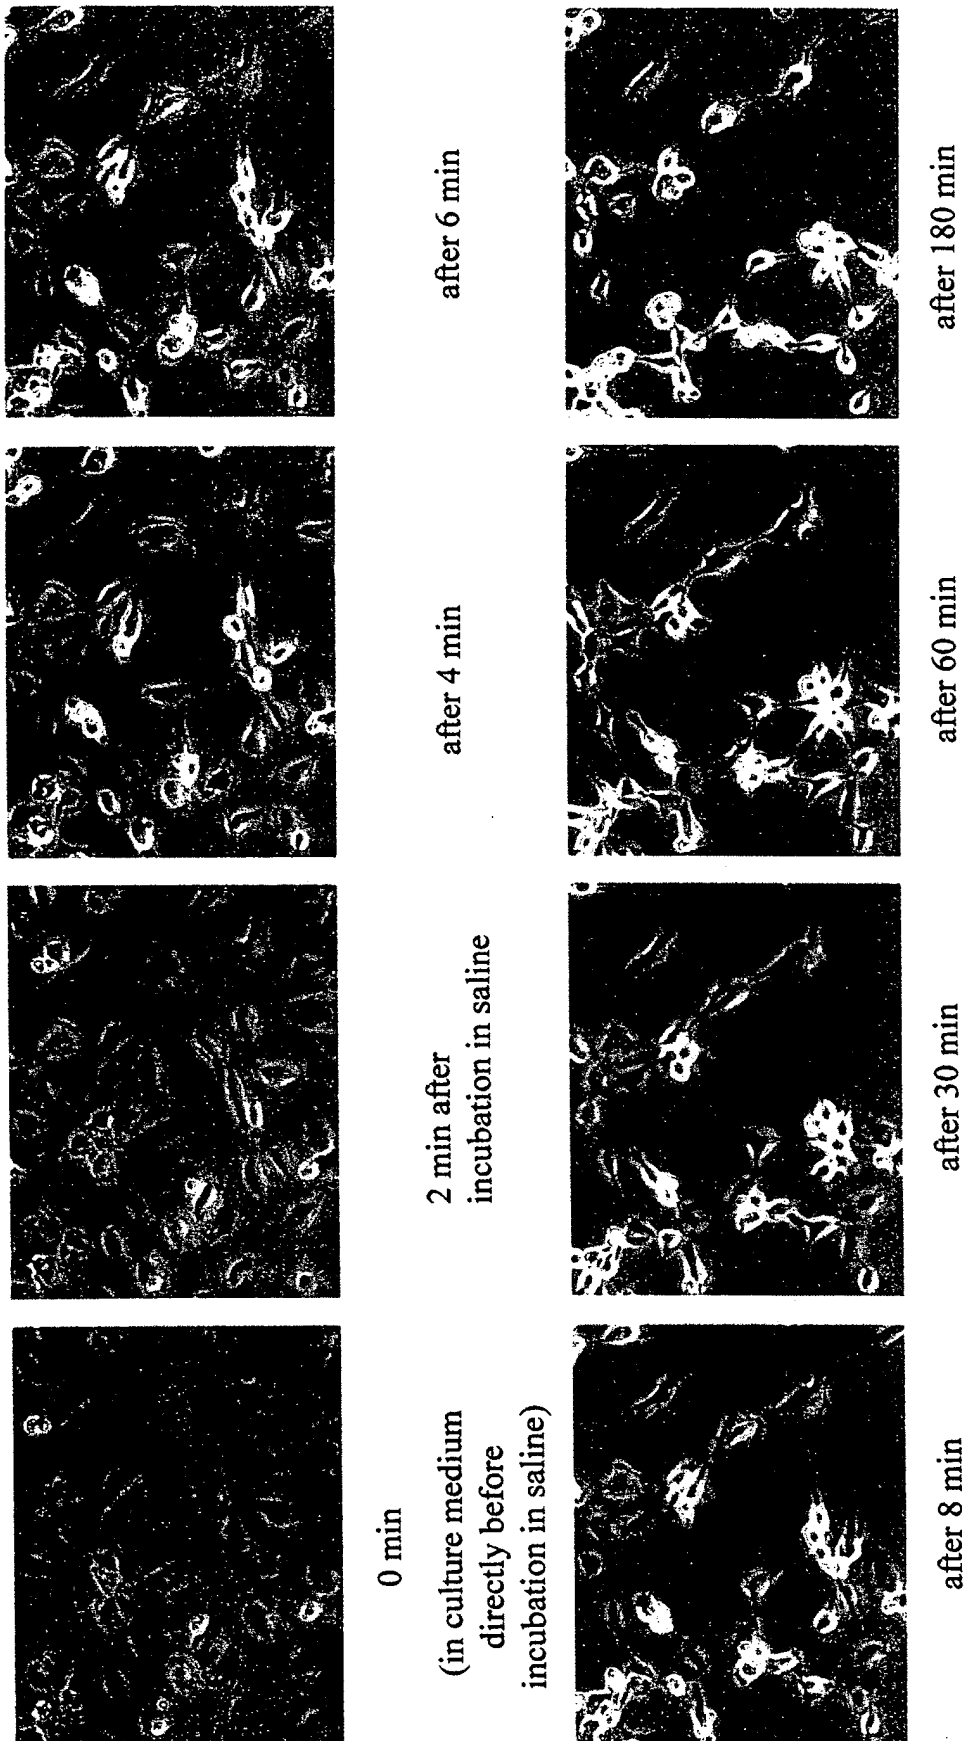 0 min
(in culture medium
directly before
incubation in saline)
2 min after
incubation in saline
after 4 min
after 6 min
after 8 min
after 30 min
after 60 min
after 180 min